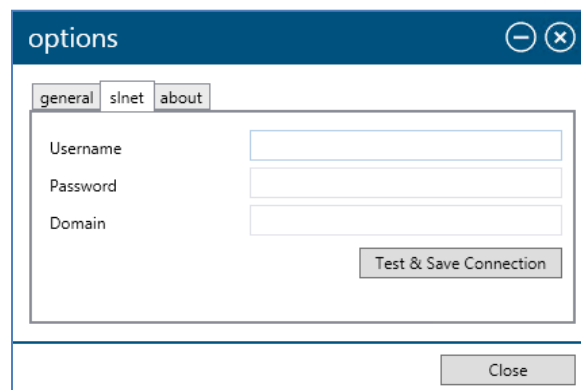 options
general slnet about
Username
Password
Domain
Test & Save Connection
Close